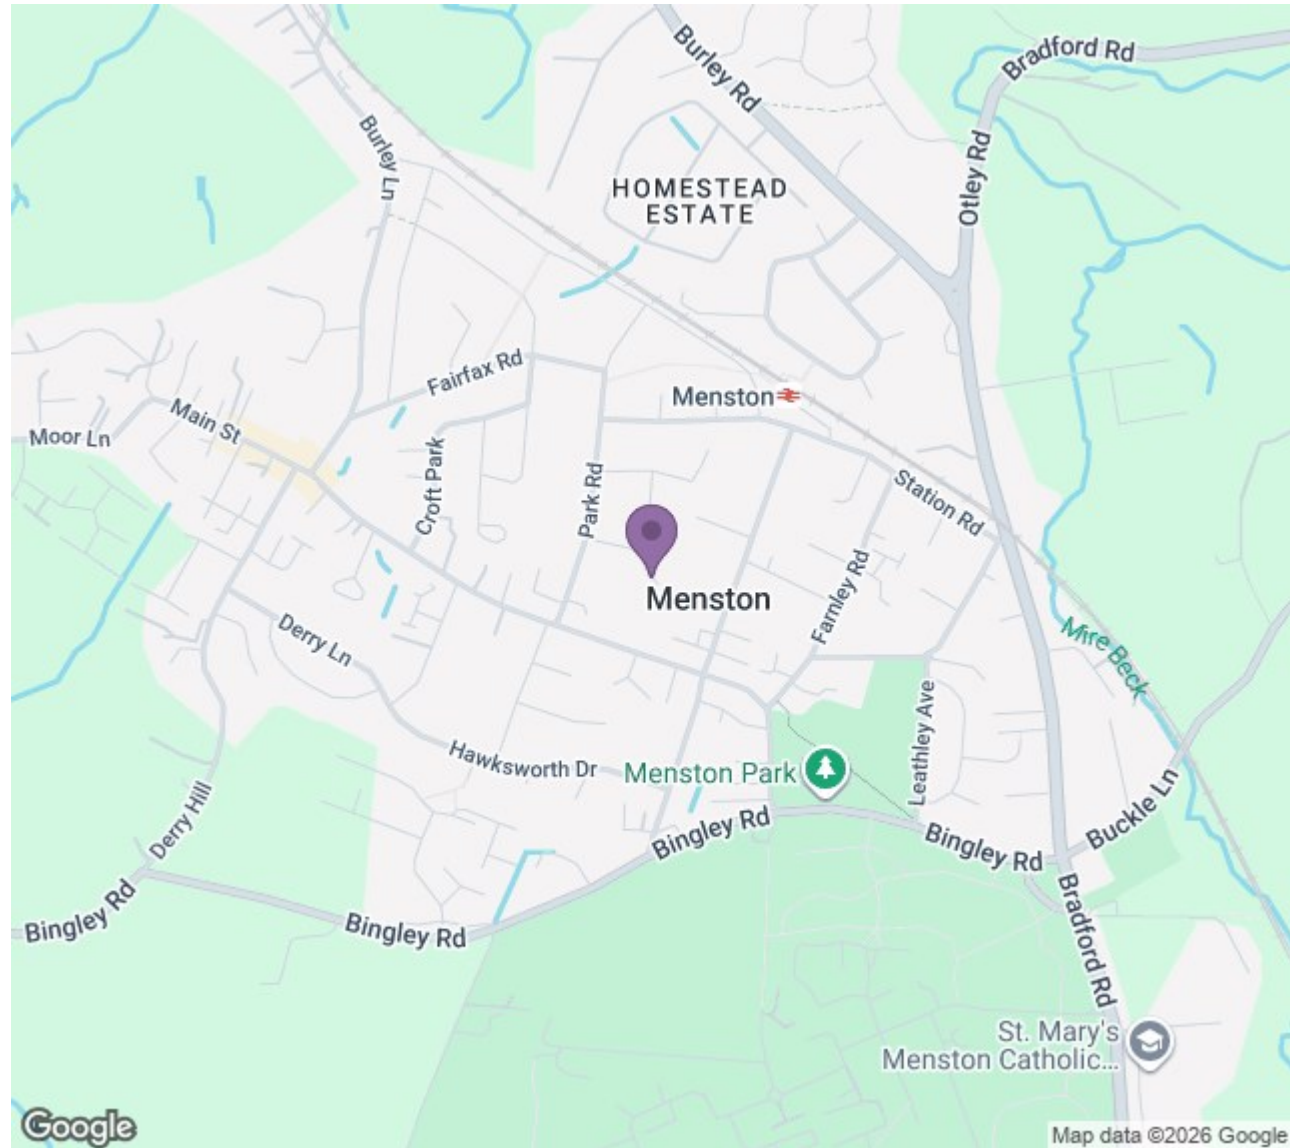 Burley Rd
Bradford Rd
Burley Ln
Otley Rd
HOMESTEAD
ESTATE
Fairfax Rd
Menston
Main St
Moor Ln
Croft Park
Park Rd
Station Rd
Farnley Rd
Menston
Derry Ln
Mire Beck
Leathley Ave
Hawksworth Dr
Menston Park
Derry Hill
Bingley Rd
Bingley Rd
Buckle Ln
Bingley Rd
Bingley Rd
Bradford Rd
St. Mary's
Menston Catholic...
Google
Map data ©2026 Google